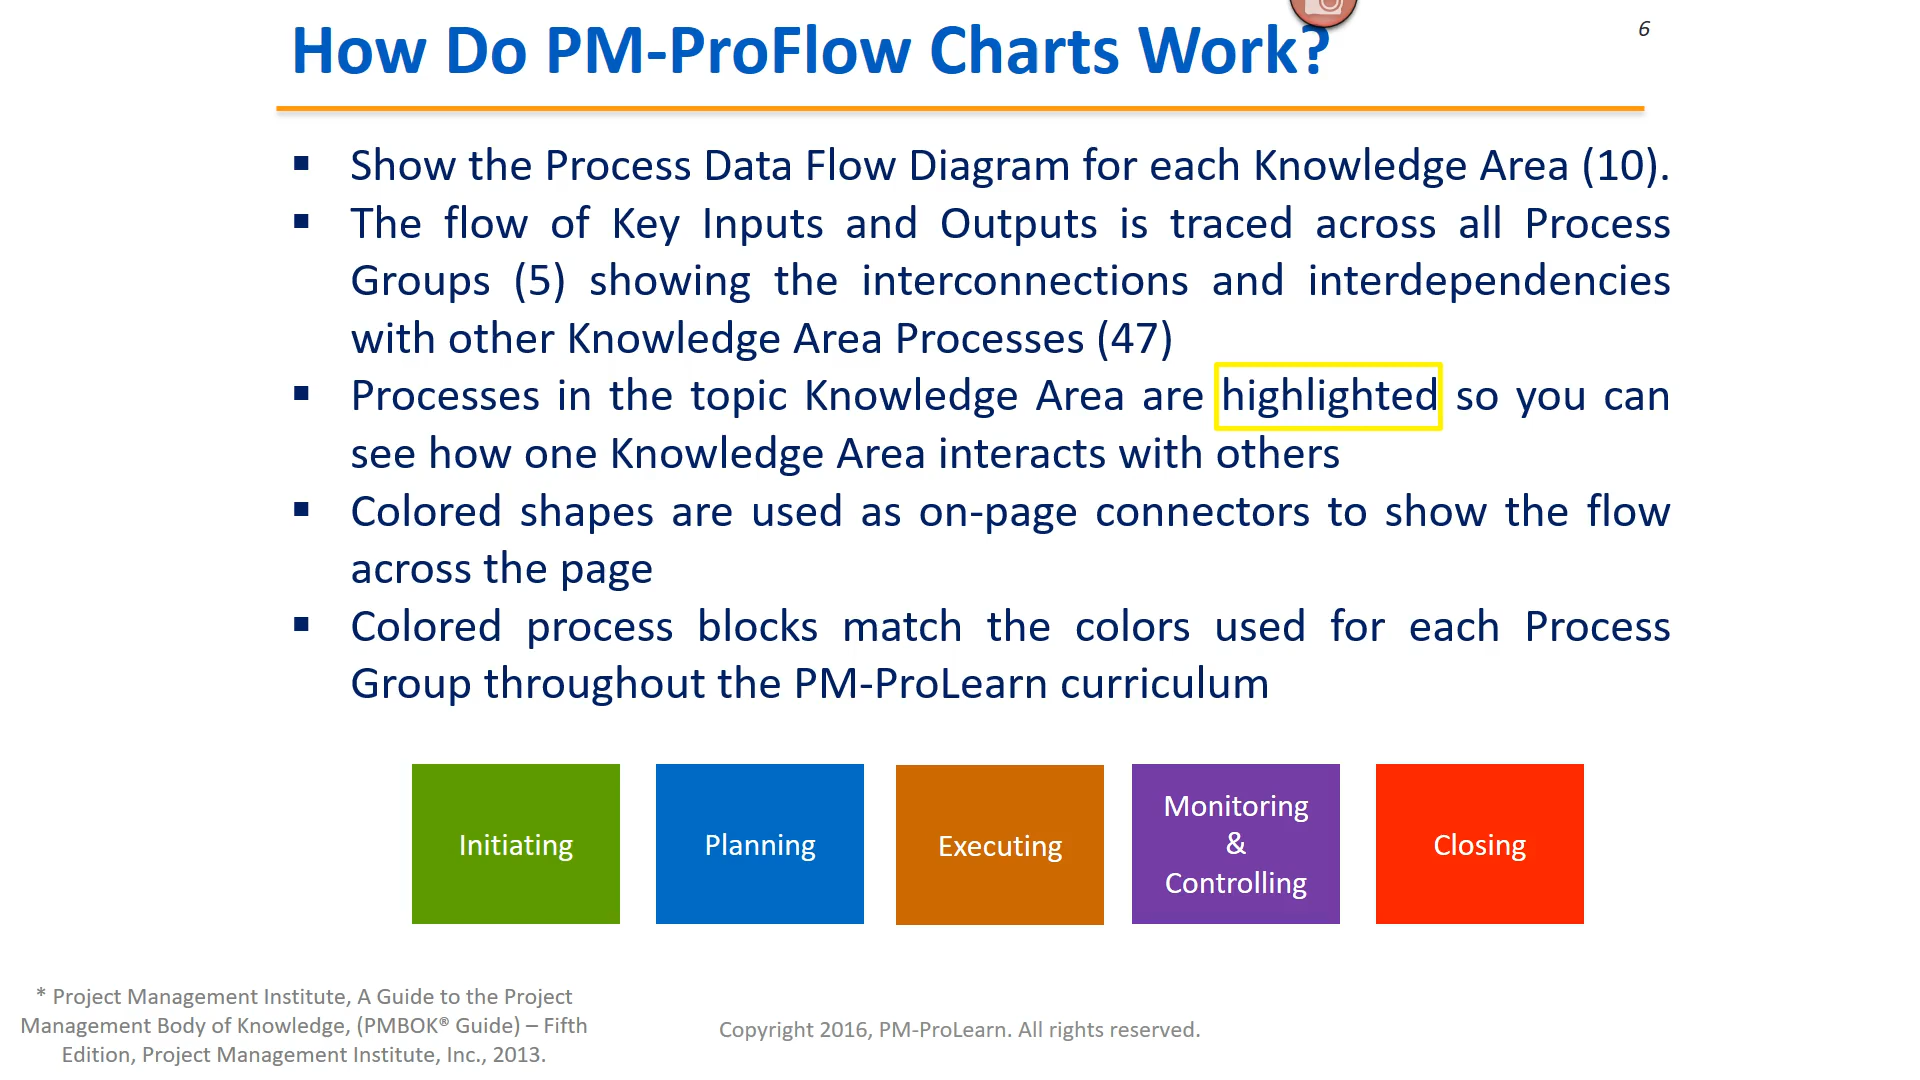 How Do PM-ProFlow Charts Work?
6
▪ Show the Process Data Flow Diagram for each Knowledge Area (10).
▪ The flow of Key Inputs and Outputs is traced across all Process
Groups (5) showing the interconnections and interdependencies
with other Knowledge Area Processes (47)
▪ Processes in the topic Knowledge Area are highlighted so you can
see how one Knowledge Area interacts with others
▪ Colored shapes are used as on-page connectors to show the flow
across the page
▪ Colored process blocks match the colors used for each Process
Group throughout the PM-ProLearn curriculum
Initiating
Planning
Executing
Monitoring
&
Controlling
Closing
* Project Management Institute, A Guide to the Project
Management Body of Knowledge, (PMBOK® Guide) – Fifth
Edition, Project Management Institute, Inc., 2013.
Copyright 2016, PM-ProLearn. All rights reserved.